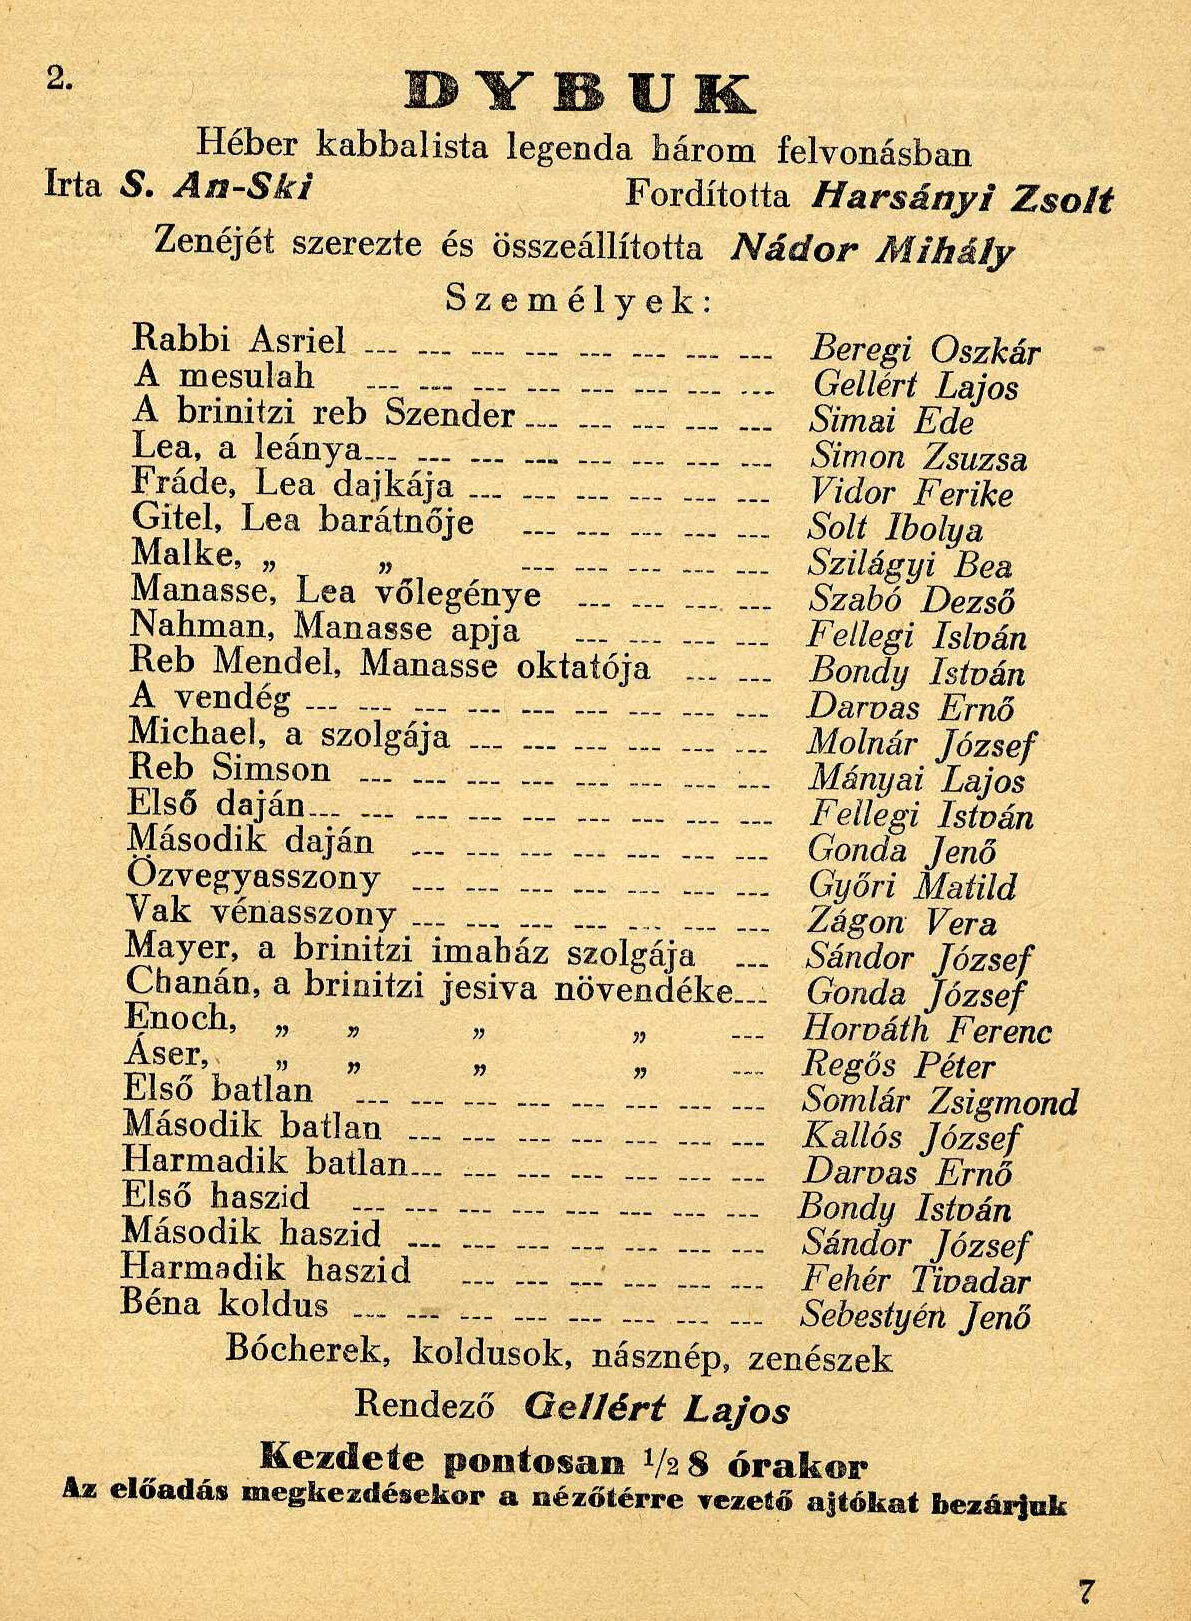 2.
DYBUK
Héber kabbalista legenda három felvonásban
Irta S. An-Ski Fordította Harsányi Zsolt
Zenéjét szerezte és összeállította Nádor Mihály
Személyek:
Rabbi Asriel --- --- --- --- --- --- --- --- Beregi Oszkár
A mesulah --- --- --- --- --- --- --- --- Gellért Lajos
A brinitzi reb Szender --- --- --- --- --- Simai Ede
Lea, a leánya --- --- --- --- --- --- --- --- Simon Zsuzsa
Fráde, Lea dajkája --- --- --- --- --- --- Vidor Ferike
Gitel, Lea barátnője --- --- --- --- --- Solt Ibolya
Malke, „ „ --- --- --- --- --- Szilágyi Bea
Manasse, Lea vőlegénye --- --- --- --- Szabó Dezső
Nahman, Manasse apja --- --- --- --- Fellegi István
Reb Mendel, Manasse oktatója --- --- Bondy István
A vendég --- --- --- --- --- --- --- --- --- Darvas Ernő
Michael, a szolgája --- --- --- --- --- --- Molnár József
Reb Simson --- --- --- --- --- --- --- --- Mányai Lajos
Első daján --- --- --- --- --- --- --- --- --- Fellegi István
Második daján --- --- --- --- --- --- --- Gonda Jenő
Özvegyasszony --- --- --- --- --- --- --- Győri Matild
Vak vénasszony --- --- --- --- --- --- --- Zágon Vera
Mayer, a brinitzi imaház szolgája --- Sándor József
Chanán, a brinitzi jesiva növendéke --- Gonda József
Enoch, „ „ „ „ --- Horváth Ferenc
Áser, „ „ „ „ --- Regős Péter
Első batlan --- --- --- --- --- --- --- --- Somlár Zsigmond
Második batlan --- --- --- --- --- --- --- Kallós József
Harmadik batlan --- --- --- --- --- --- --- Darvas Ernő
Első haszid --- --- --- --- --- --- --- --- Bondy István
Második haszid --- --- --- --- --- --- --- Sándor József
Harmadik haszid --- --- --- --- --- --- Fehér Tivadar
Béna koldus --- --- --- --- --- --- --- --- Sebestyén Jenő
Bócherek, koldusok, násznép, zenészek
Rendező Gellért Lajos
Kezdete pontosan 1/2 8 órakor
Az előadás megkezdésekor a nézőtérre vezető ajtókat bezárjuk
7